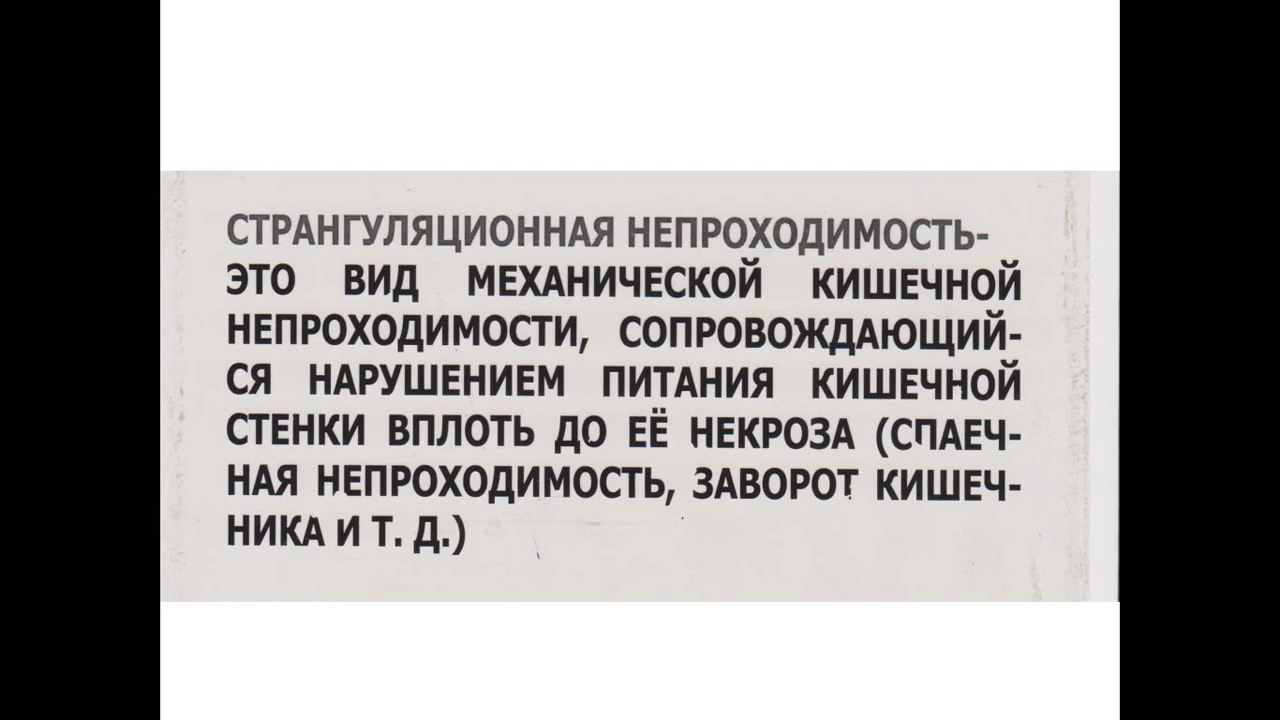 СТРАНГУЛЯЦИОННАЯ НЕПРОХОДИМОСТЬ-
ЭТО ВИД МЕХАНИЧЕСКОЙ КИШЕЧНОЙ
НЕПРОХОДИМОСТИ, СОПРОВОЖДАЮЩИЙ-
СЯ НАРУШЕНИЕМ ПИТАНИЯ КИШЕЧНОЙ
СТЕНКИ ВПЛОТЬ ДО ЕЁ НЕКРОЗА (СПАЕЧ-
НАЯ НЕПРОХОДИМОСТЬ, ЗАВОРОТ КИШЕЧ-
НИКА И Т. Д.)